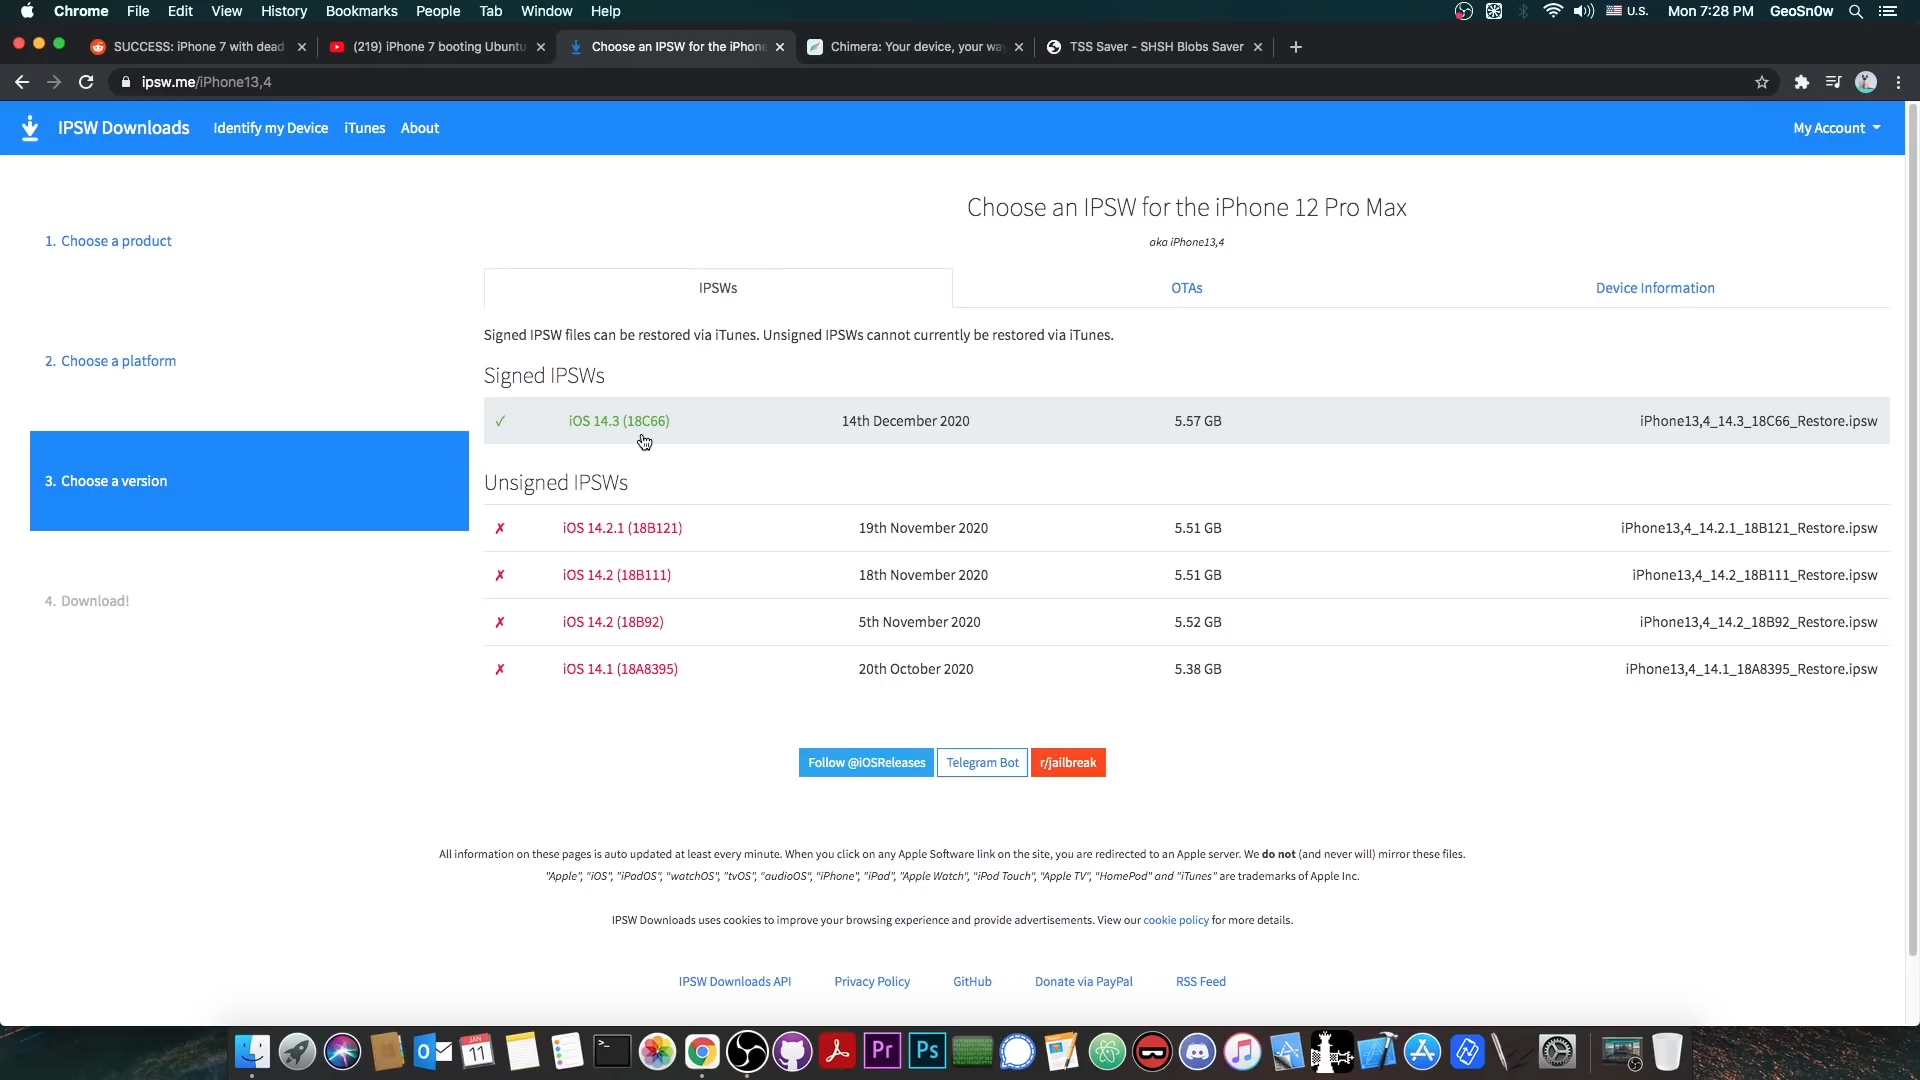 Chrome File Edit View History Bookmarks People Tab Window Help U.S. Mon 7:28 PM GeoSn0w
SUCCESS: iPhone 7 with dead
(219) iPhone 7 booting Ubuntu
Choose an IPSW for the iPhone
Chimera: Your device, your wa
TSS Saver - SHSH Blobs Saver
ipsw.me/iPhone13,4
IPSW Downloads Identify my Device iTunes About My Account
1. Choose a product
2. Choose a platform
3. Choose a version
4. Download!
Choose an IPSW for the iPhone 12 Pro Max
aka iPhone13,4
IPSWs OTAs Device Information
Signed IPSW files can be restored via iTunes. Unsigned IPSWs cannot currently be restored via iTunes.
Signed IPSWs
✓ iOS 14.3 (18C66) 14th December 2020 5.57 GB iPhone13,4_14.3_18C66_Restore.ipsw
Unsigned IPSWs
✗ iOS 14.2.1 (18B121) 19th November 2020 5.51 GB iPhone13,4_14.2.1_18B121_Restore.ipsw
✗ iOS 14.2 (18B111) 18th November 2020 5.51 GB iPhone13,4_14.2_18B111_Restore.ipsw
✗ iOS 14.2 (18B92) 5th November 2020 5.52 GB iPhone13,4_14.2_18B92_Restore.ipsw
✗ iOS 14.1 (18A8395) 20th October 2020 5.38 GB iPhone13,4_14.1_18A8395_Restore.ipsw
Follow @iOSReleases Telegram Bot r/jailbreak
All information on these pages is auto updated at least every minute. When you click on any Apple Software link on the site, you are redirected to an Apple server. We do not (and never will) mirror these files.
"Apple", "iOS", "iPadOS", "watchOS", "tvOS", "audioOS", "iPhone", "iPad", "Apple Watch", "iPod Touch", "Apple TV", "HomePod" and "iTunes" are trademarks of Apple Inc.
IPSW Downloads uses cookies to improve your browsing experience and provide advertisements. View our cookie policy for more details.
IPSW Downloads API Privacy Policy GitHub Donate via PayPal RSS Feed
JAN
11
Pr
Ps